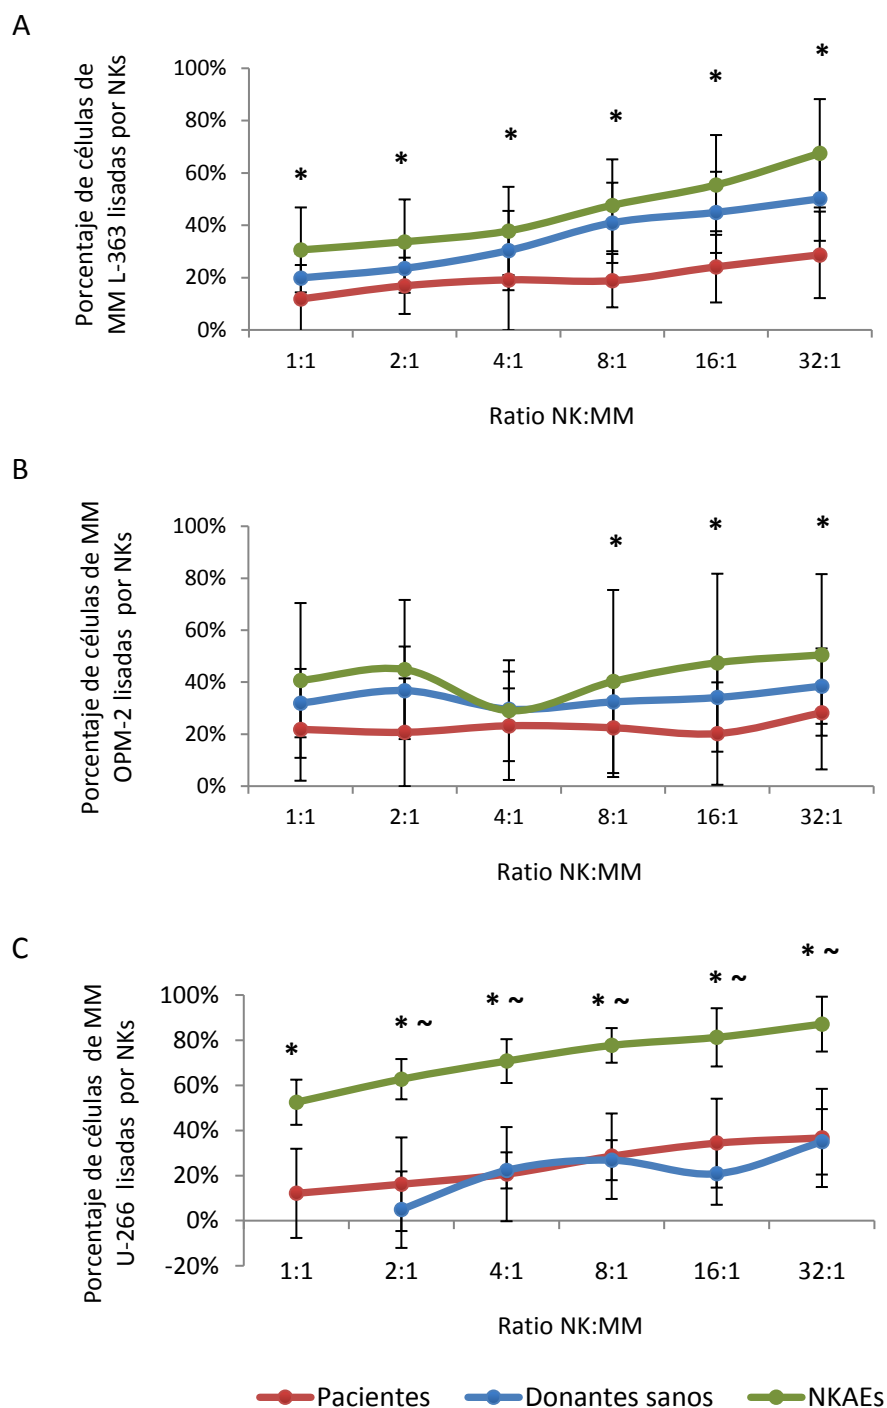 A
Porcentaje de células de
MM L-363 lisadas por NKs
100%
80%
60%
40%
20%
0%
* * * * * *
1:1 2:1 4:1 8:1 16:1 32:1
Ratio NK:MM
B
Porcentaje de células de MM
OPM-2 lisadas por NKs
100%
80%
60%
40%
20%
0%
* * *
1:1 2:1 4:1 8:1 16:1 32:1
Ratio NK:MM
C
Porcentaje de células de MM
U-266 lisadas por NKs
100%
80%
60%
40%
20%
0%
-20%
* * ~ * ~ * ~ * ~ * ~
1:1 2:1 4:1 8:1 16:1 32:1
Ratio NK:MM
Pacientes Donantes sanos NKAEs